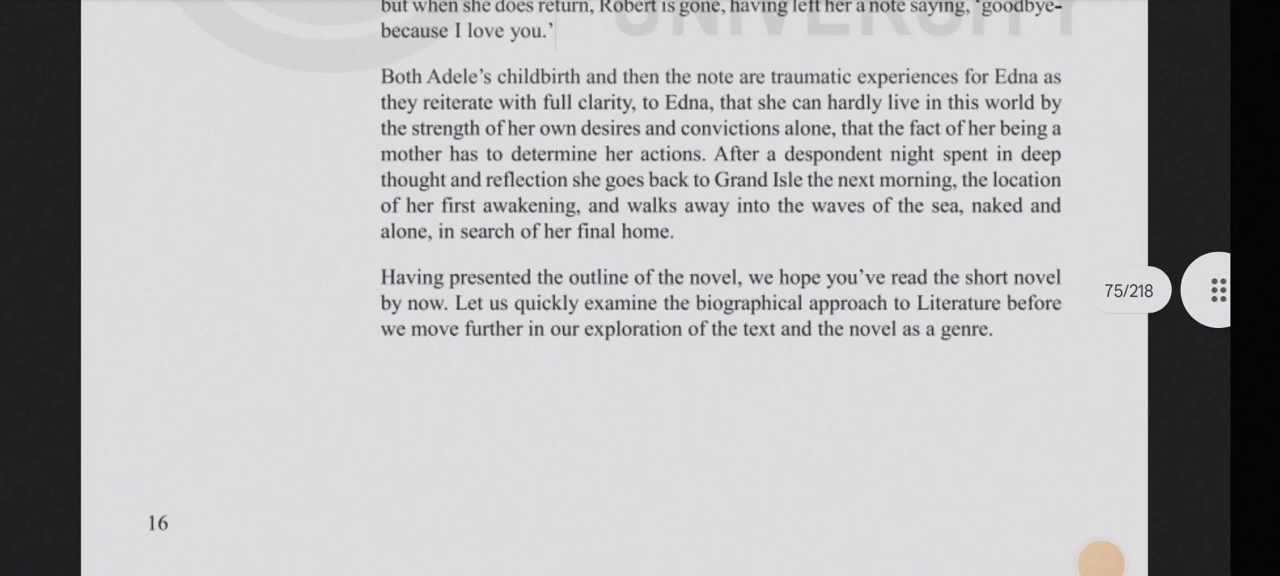 but when she does return, Robert is gone, having left her a note saying, ‘goodbye-
UNIVERSITY
because I love you.’
Both Adele’s childbirth and then the note are traumatic experiences for Edna as
they reiterate with full clarity, to Edna, that she can hardly live in this world by
the strength of her own desires and convictions alone, that the fact of her being a
mother has to determine her actions. After a despondent night spent in deep
thought and reflection she goes back to Grand Isle the next morning, the location
of her first awakening, and walks away into the waves of the sea, naked and
alone, in search of her final home.
Having presented the outline of the novel, we hope you’ve read the short novel
by now. Let us quickly examine the biographical approach to Literature before
we move further in our exploration of the text and the novel as a genre.
75/218
16